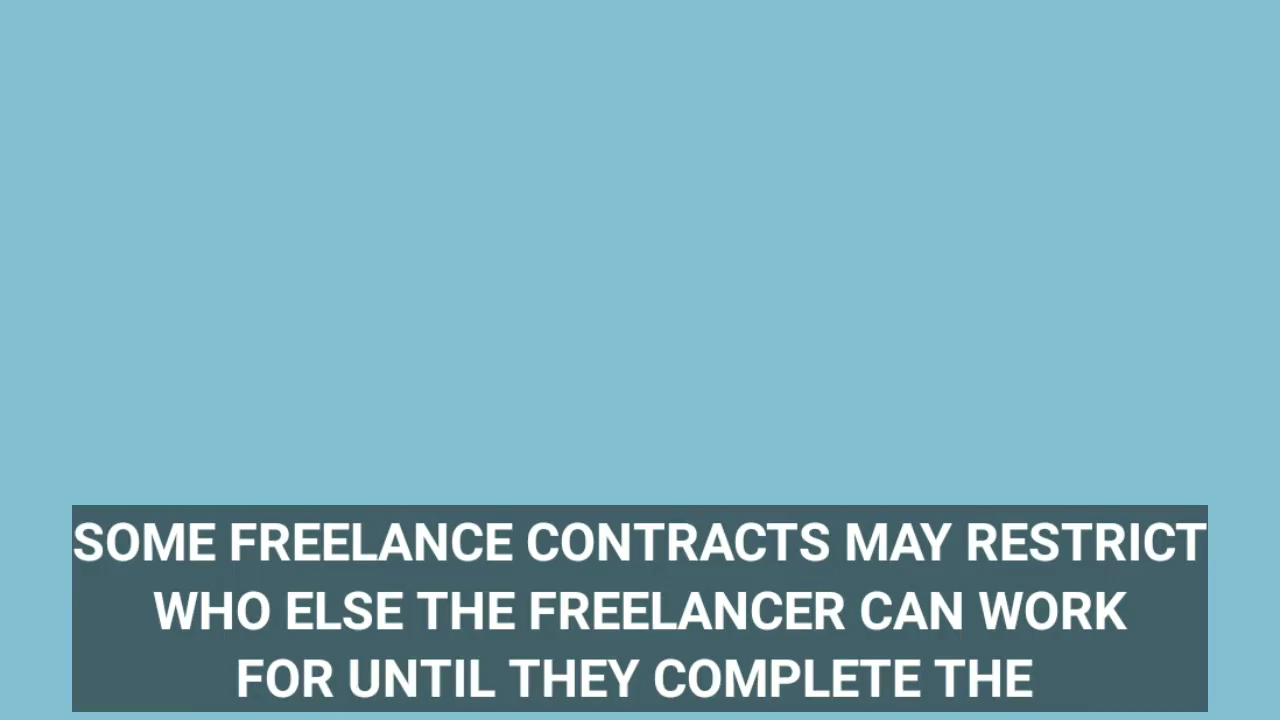 SOME FREELANCE CONTRACTS MAY RESTRICT
WHO ELSE THE FREELANCER CAN WORK
FOR UNTIL THEY COMPLETE THE